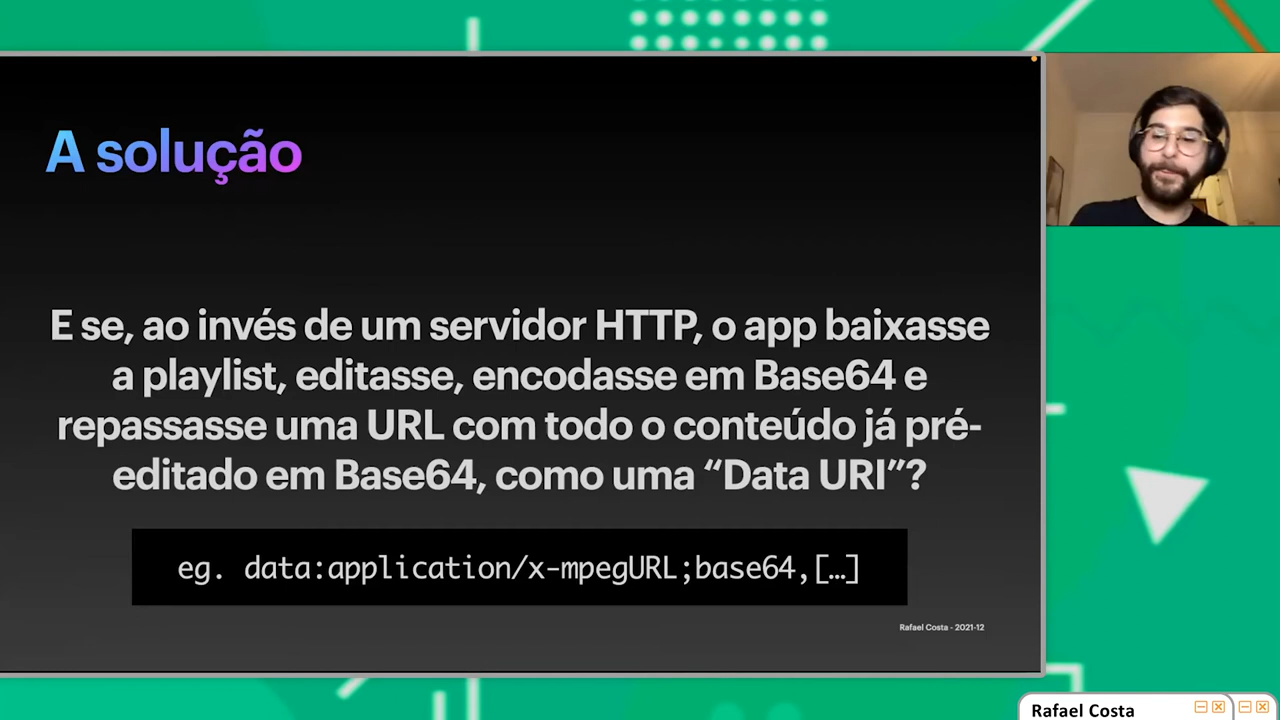 A solução
E se, ao invés de um servidor HTTP, o app baixasse
a playlist, editasse, encodasse em Base64 e
repassasse uma URL com todo o conteúdo já pré-
editado em Base64, como uma “Data URI”?
eg. data:application/x-mpegURL;base64,[…]
Rafael Costa - 2021-12
Rafael Costa